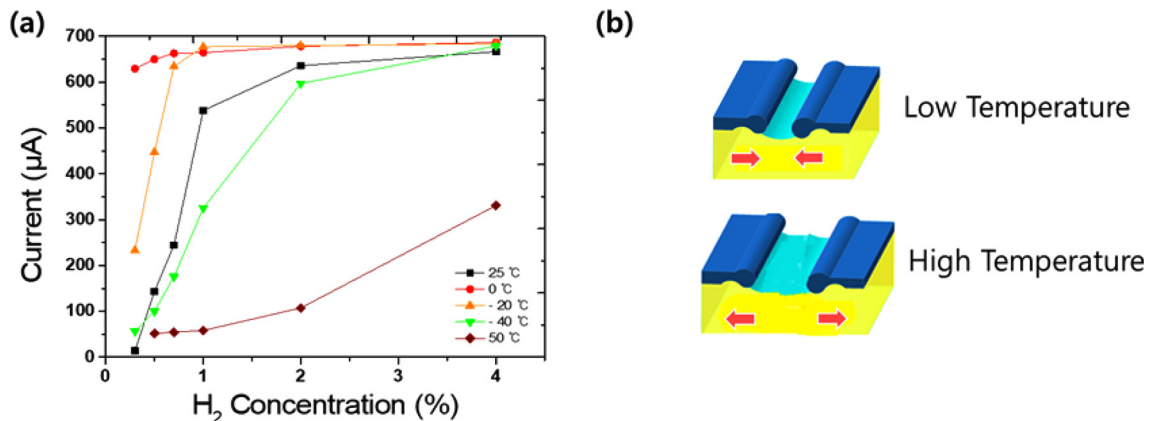 (a)
700
600
500
400
300
200
100
0
Current (µA)
0 1 2 3 4
H₂ Concentration (%)
25 ℃
0 ℃
- 20 ℃
- 40 ℃
50 ℃
(b)
Low Temperature
High Temperature